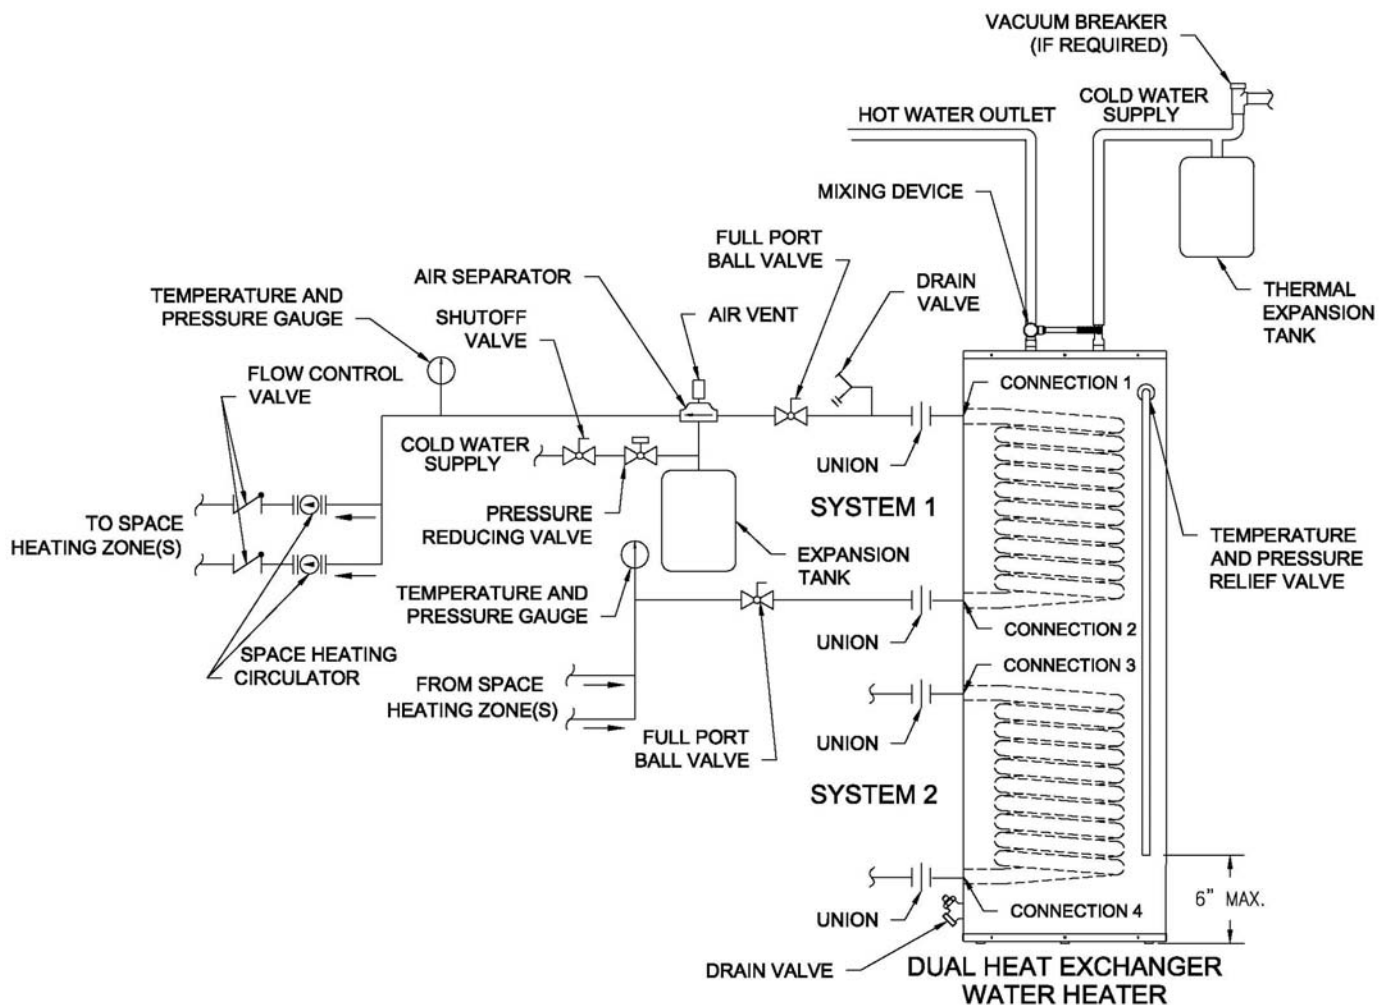 VACUUM BREAKER
(IF REQUIRED)
COLD WATER
SUPPLY
HOT WATER OUTLET
MIXING DEVICE
THERMAL
EXPANSION
TANK
FULL PORT
BALL VALVE
DRAIN
VALVE
AIR SEPARATOR
AIR VENT
TEMPERATURE AND
PRESSURE GAUGE
SHUTOFF
VALVE
FLOW CONTROL
VALVE
CONNECTION 1
COLD WATER
SUPPLY
UNION
SYSTEM 1
PRESSURE
REDUCING VALVE
TO SPACE
HEATING ZONE(S)
EXPANSION
TANK
TEMPERATURE
AND PRESSURE
RELIEF VALVE
TEMPERATURE AND
PRESSURE GAUGE
UNION
CONNECTION 2
CONNECTION 3
SPACE HEATING
CIRCULATOR
FROM SPACE
HEATING ZONE(S)
FULL PORT
BALL VALVE
UNION
SYSTEM 2
UNION
CONNECTION 4
6" MAX.
DRAIN VALVE
DUAL HEAT EXCHANGER
WATER HEATER